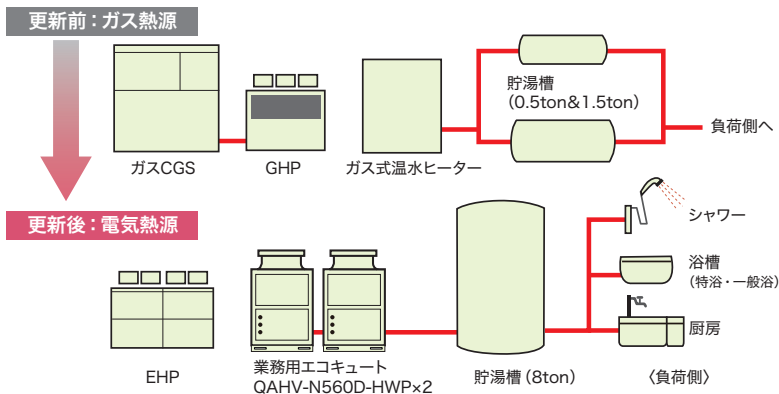 更新前：ガス熱源
貯湯槽
（0.5ton&1.5ton）
負荷側へ
ガスCGS
GHP
ガス式温水ヒーター
更新後：電気熱源
シャワー
浴槽
（特浴・一般浴）
厨房
EHP
業務用エコキュート
QAHV-N560D-HWP×2
貯湯槽（8ton）
〈負荷側〉